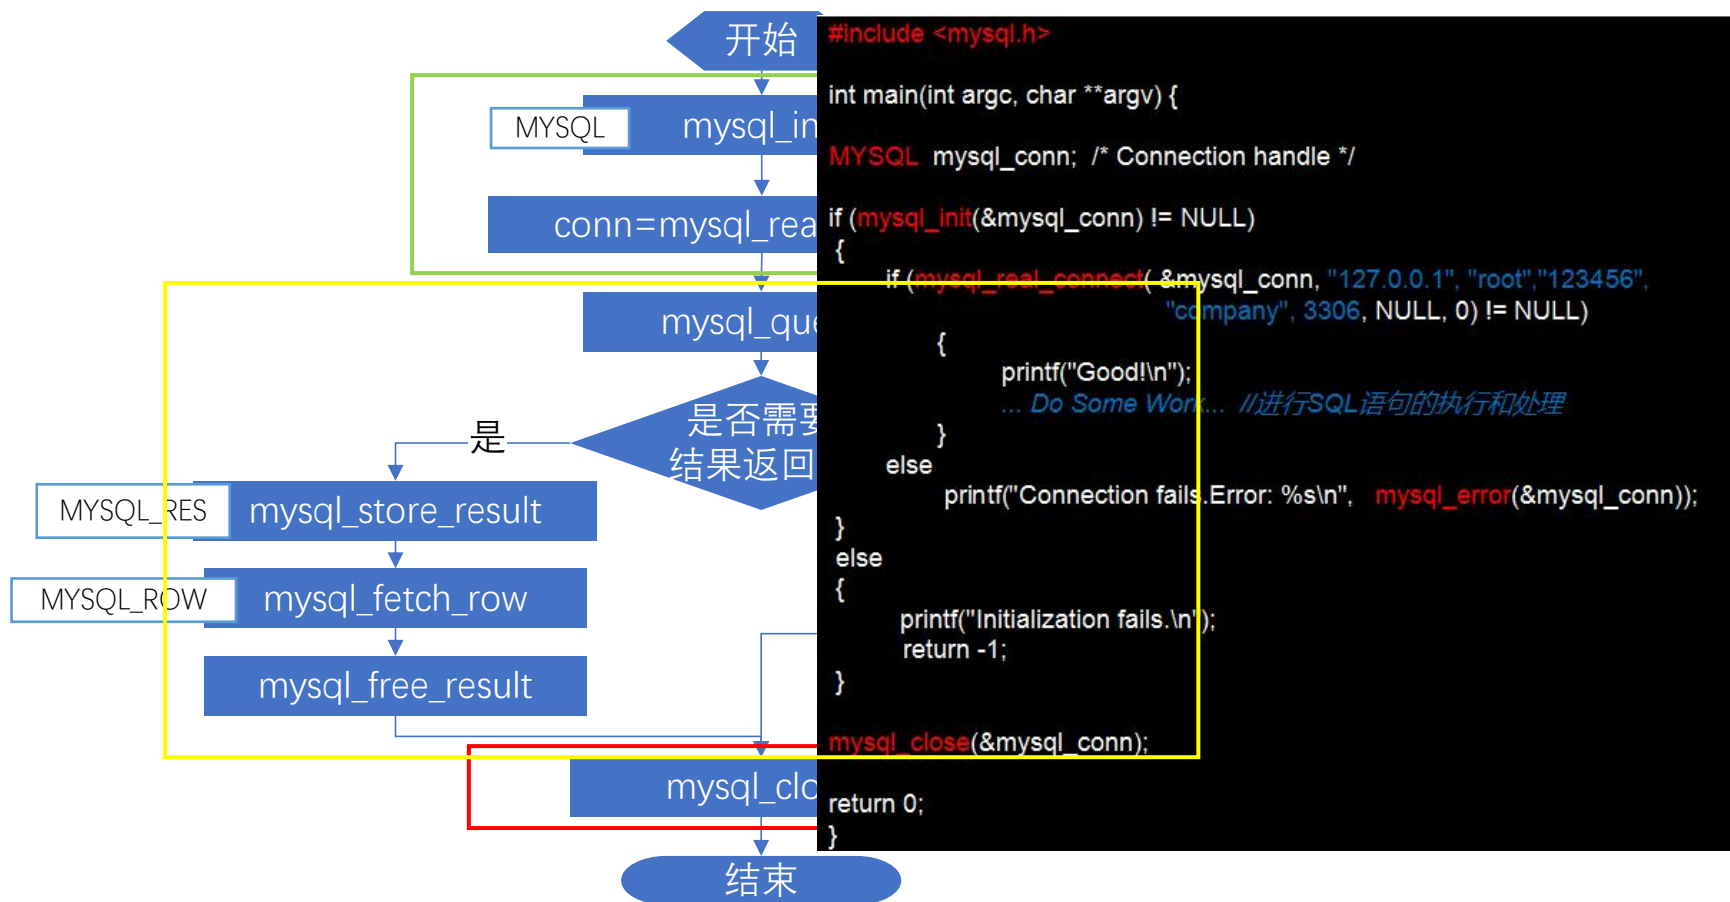 开始
MYSQL
mysql_in
conn=mysql_rea
mysql_que
是否需要
结果返回
是
MYSQL_RES
mysql_store_result
MYSQL_ROW
mysql_fetch_row
mysql_free_result
mysql_clo
结束
#include <mysql.h>
int main(int argc, char **argv) {
MYSQL mysql_conn; /* Connection handle */
if (mysql_init(&mysql_conn) != NULL)
{
if (mysql_real_connect( &mysql_conn, "127.0.0.1", "root","123456",
"company", 3306, NULL, 0) != NULL)
{
printf("Good!\n");
... Do Some Work... //进行SQL语句的执行和处理
}
else
printf("Connection fails.Error: %s\n", mysql_error(&mysql_conn));
}
else
{
printf("Initialization fails.\n");
return -1;
}
mysql_close(&mysql_conn);
return 0;
}